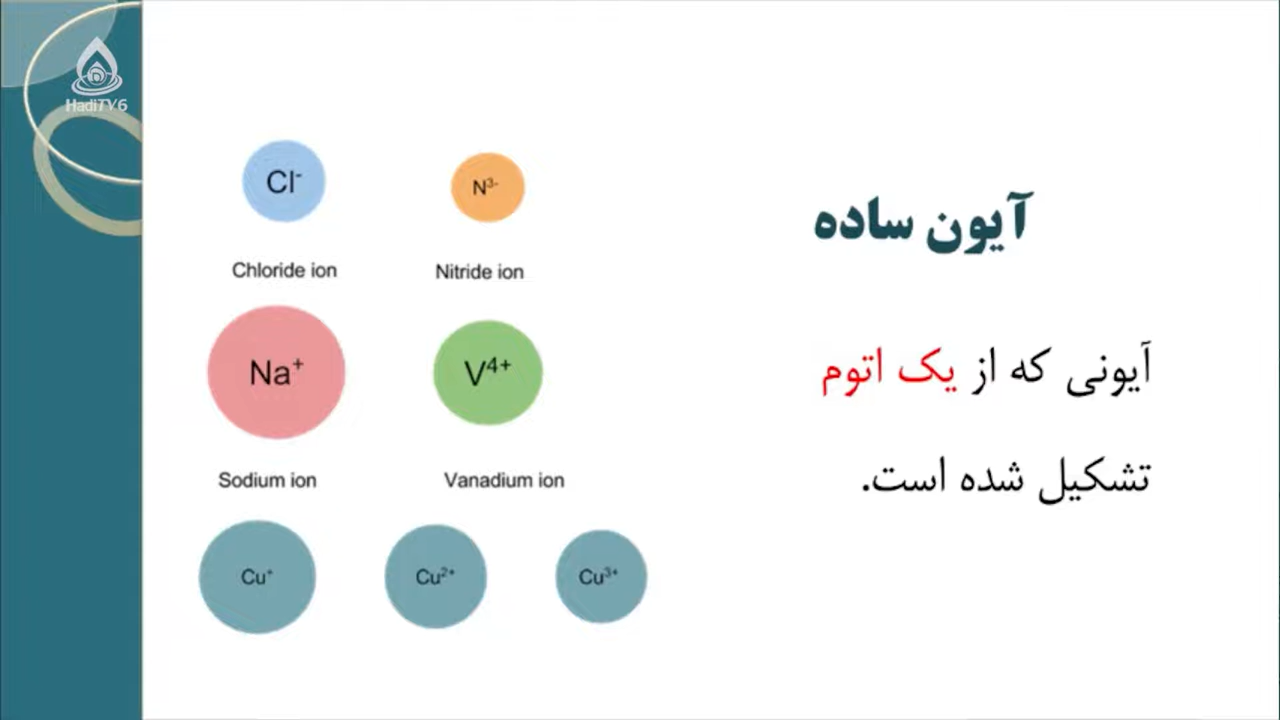 HadiTV6
آیون ساده
آیونی که از یک اتوم
تشکیل شده است.
Cl⁻
N³⁻
Chloride ion
Nitride ion
Na⁺
V⁴⁺
Sodium ion
Vanadium ion
Cu⁺
Cu²⁺
Cu³⁺